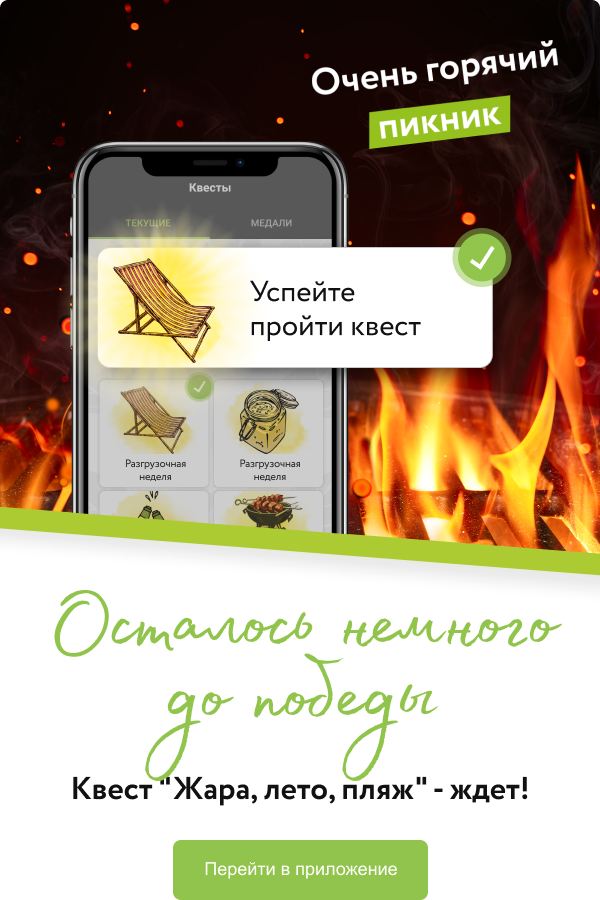 Очень горячий
пикник
Квесты
ТЕКУЩИЕ
МЕДАЛИ
Успейте
пройти квест
Разгрузочная
неделя
Разгрузочная
неделя
Осталось немного
до победы
Квест "Жара, лето, пляж" - ждет!
Перейти в приложение